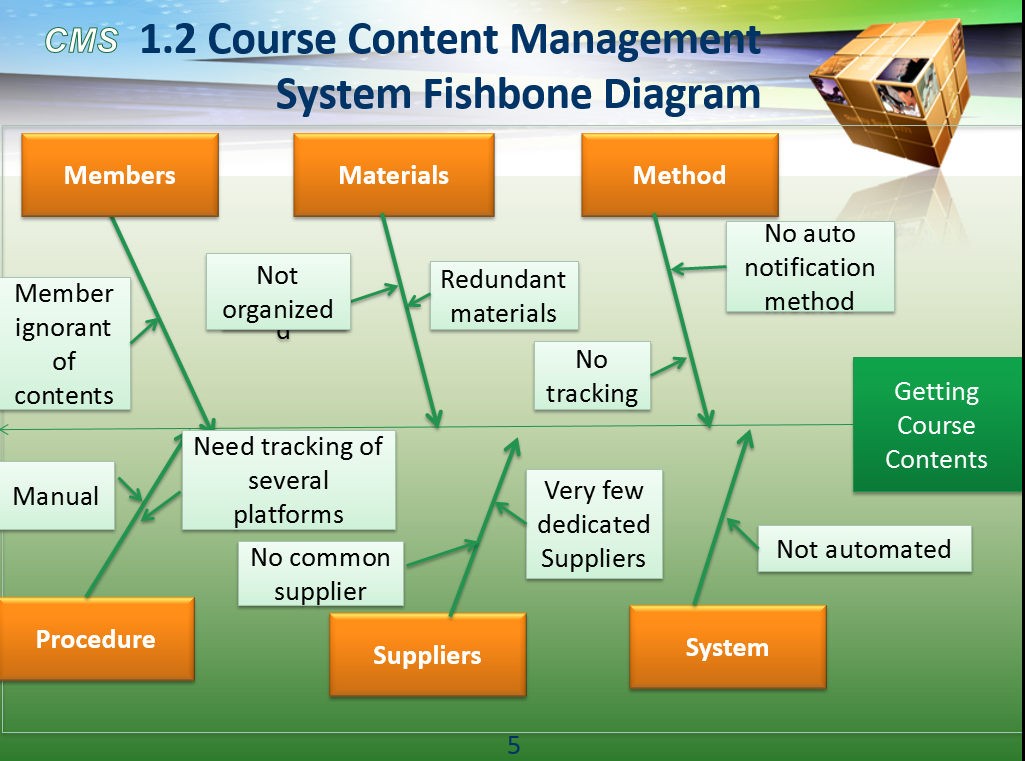 CMS 1.2 Course Content Management
System Fishbone Diagram
Members
Materials
Method
No auto
notification
method
Not
organized
d
Redundant
materials
Member
ignorant
of
contents
No
tracking
Getting
Course
Contents
Need tracking of
several
platforms
Manual
Very few
dedicated
Suppliers
No common
supplier
Not automated
Procedure
Suppliers
System
5